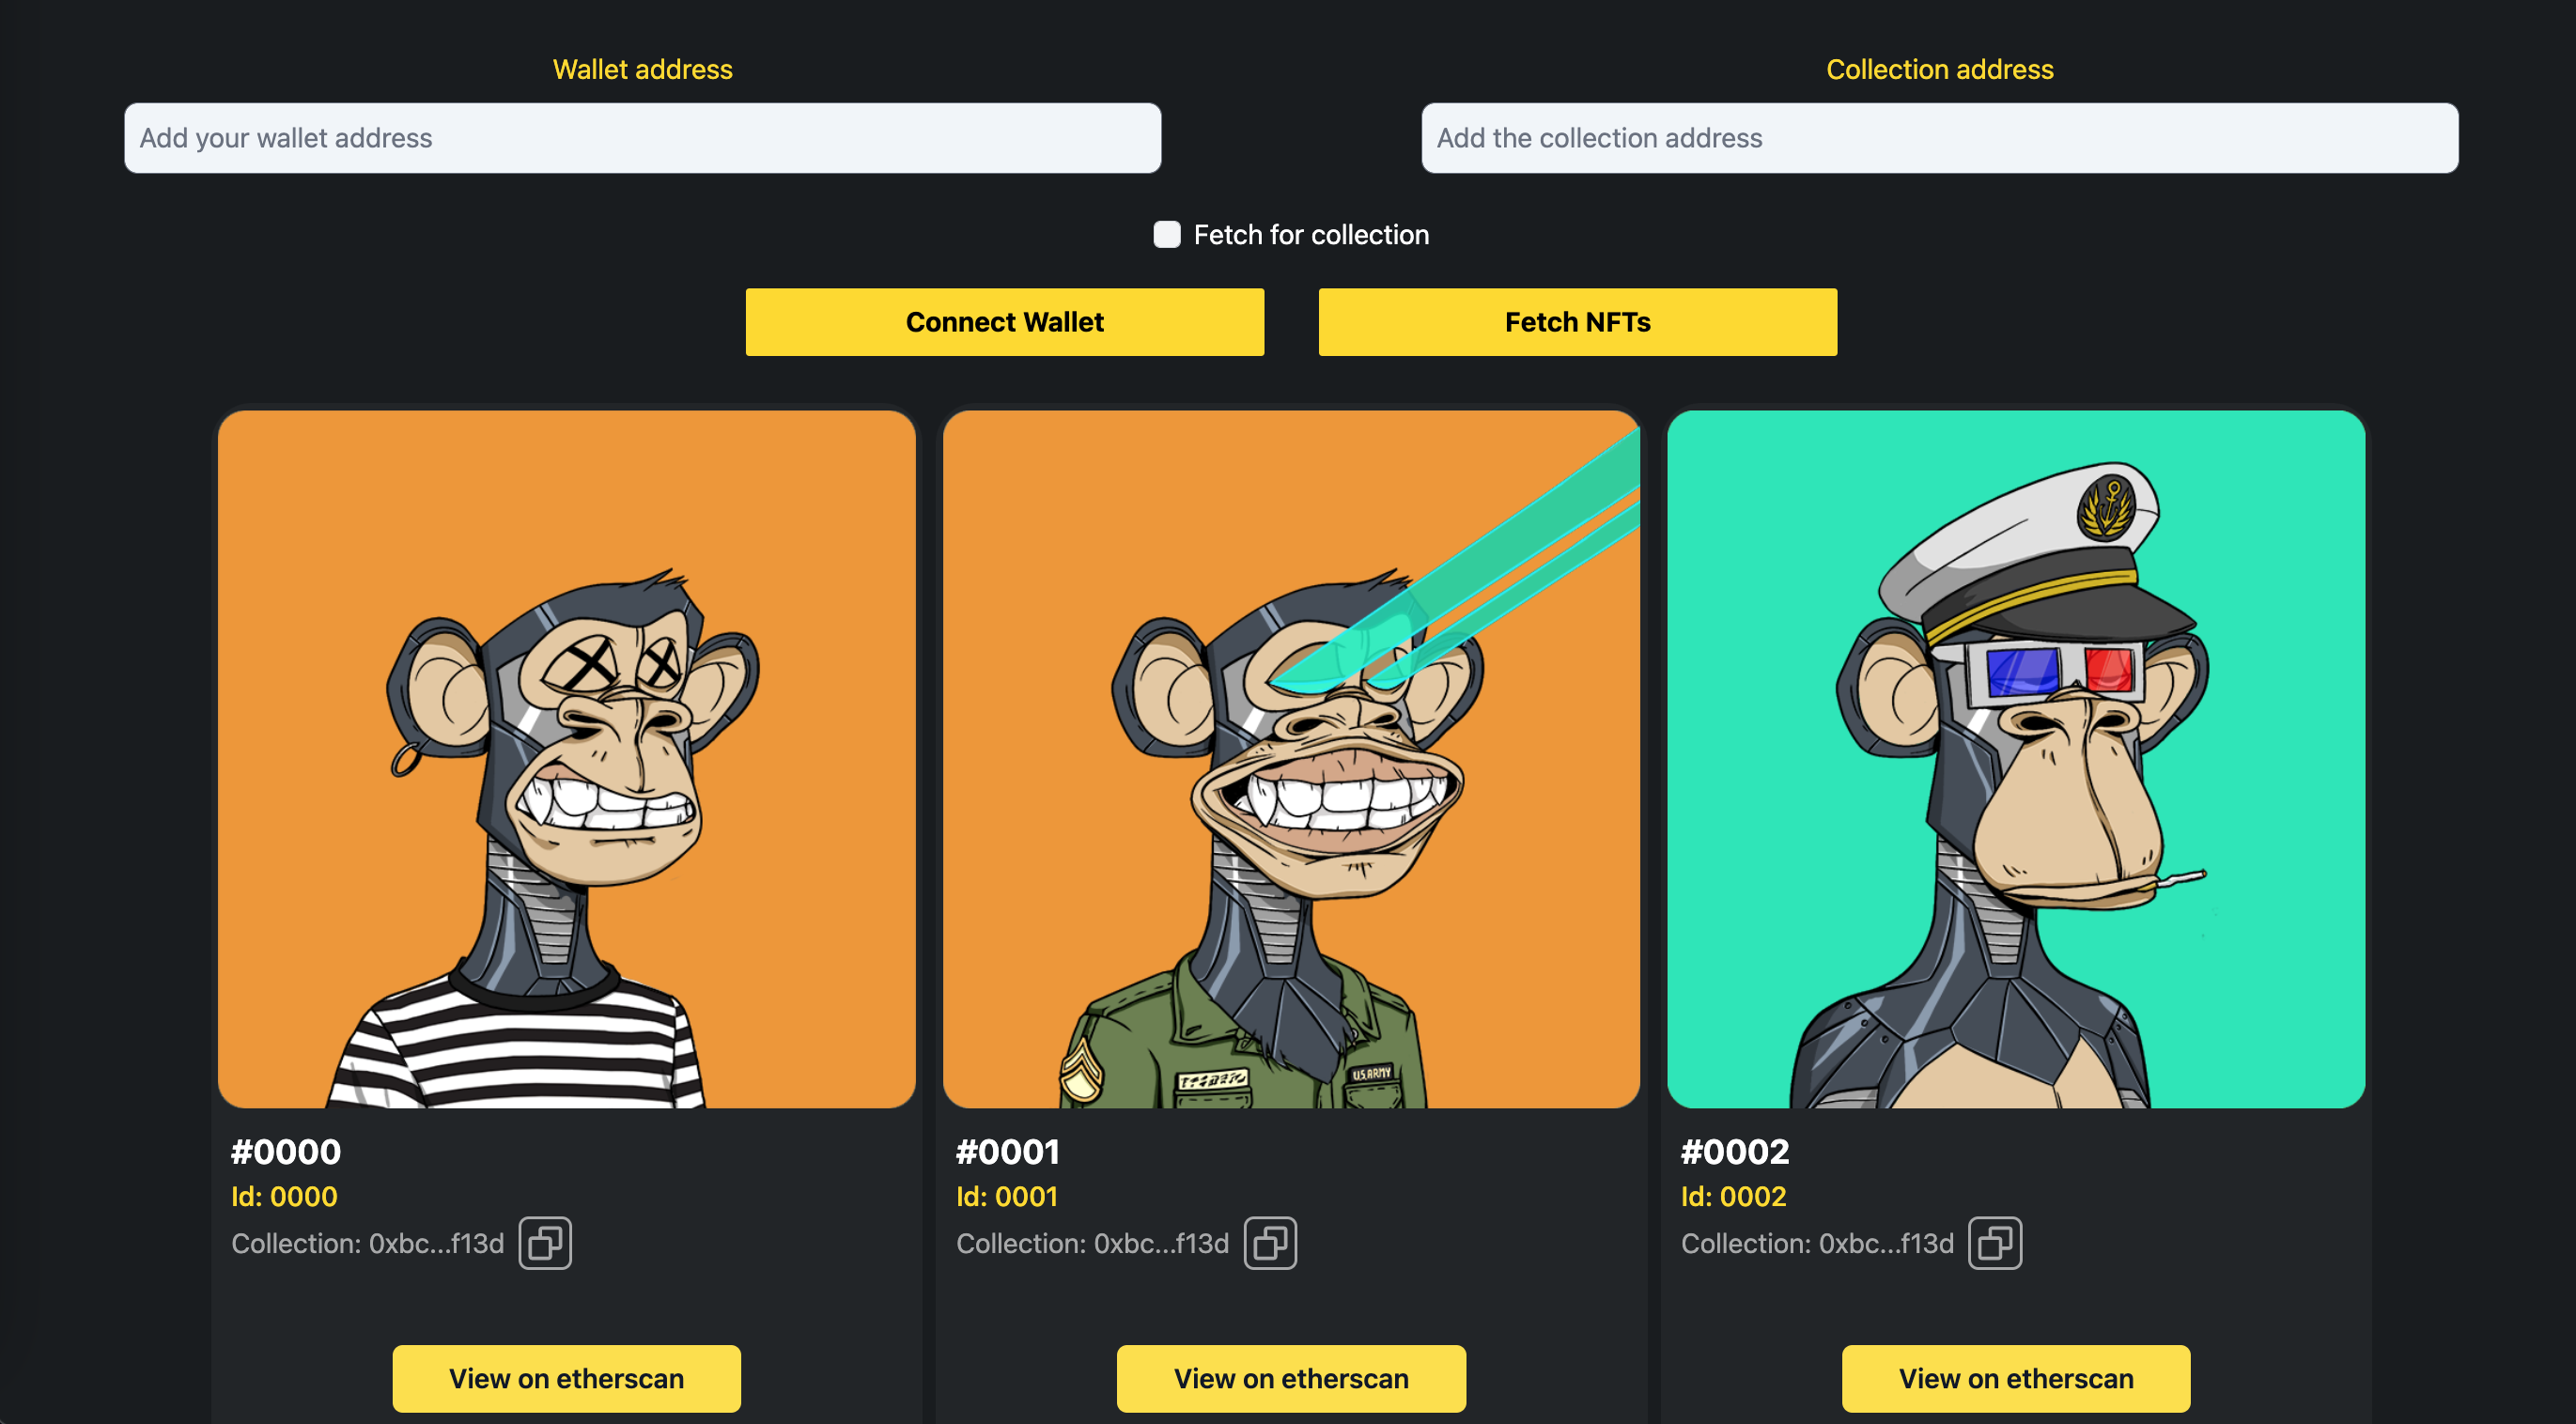 Wallet address
Collection address
Add your wallet address
Add the collection address
Fetch for collection
Connect Wallet
Fetch NFTs
U.S.ARMY
#0000
Id: 0000
Collection: 0xbc...f13d
#0001
Id: 0001
Collection: 0xbc...f13d
#0002
Id: 0002
Collection: 0xbc...f13d
View on etherscan
View on etherscan
View on etherscan